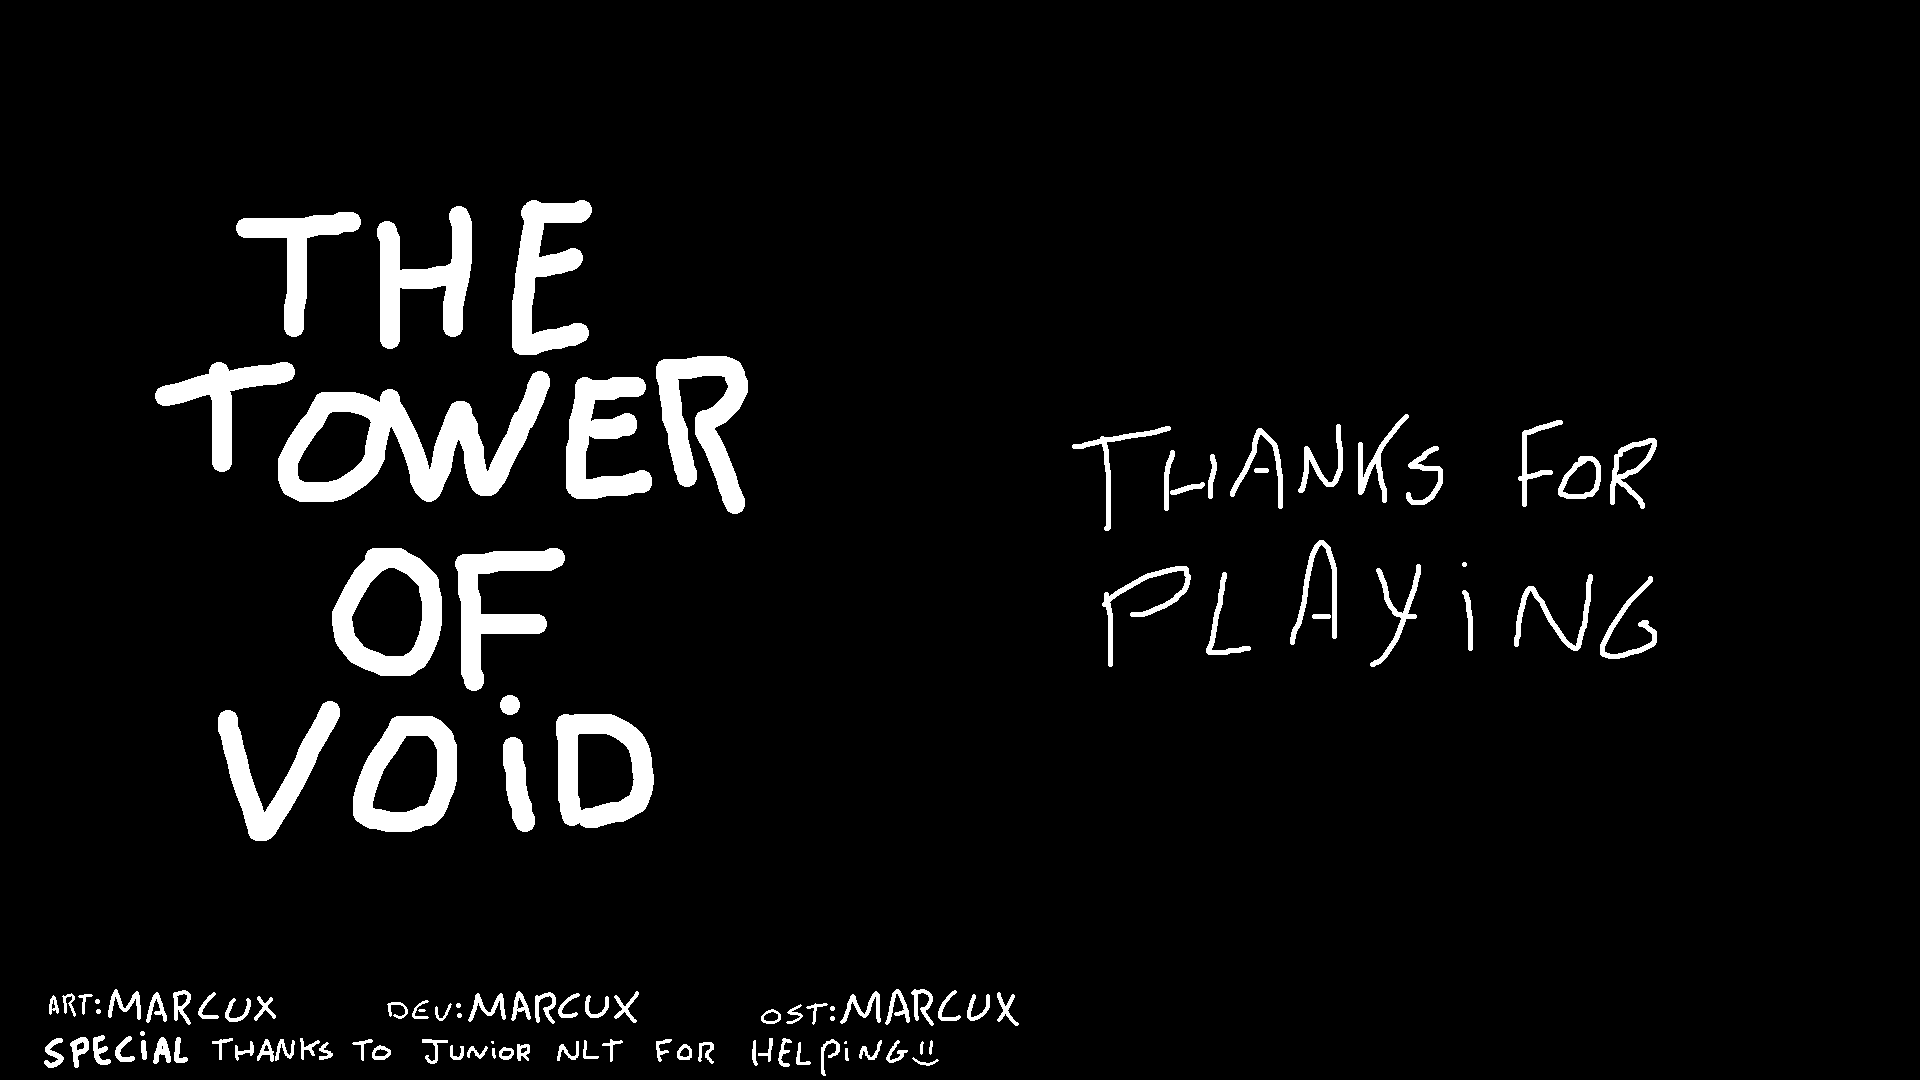 THE
TOWER
OF
VOiD
THANKS FOR
PLAYiNG
ART:MARCUX DEV:MARCUX OST:MARCUX
SPECiAL THANKS TO JUNiOR NLT FOR HELPiNG